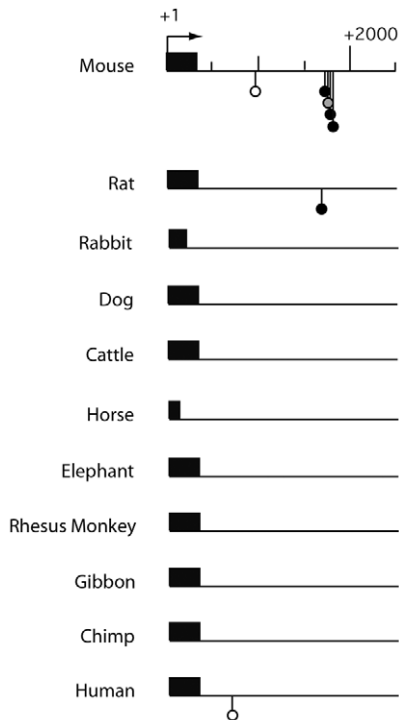 +1
+2000
Mouse
Rat
Rabbit
Dog
Cattle
Horse
Elephant
Rhesus Monkey
Gibbon
Chimp
Human